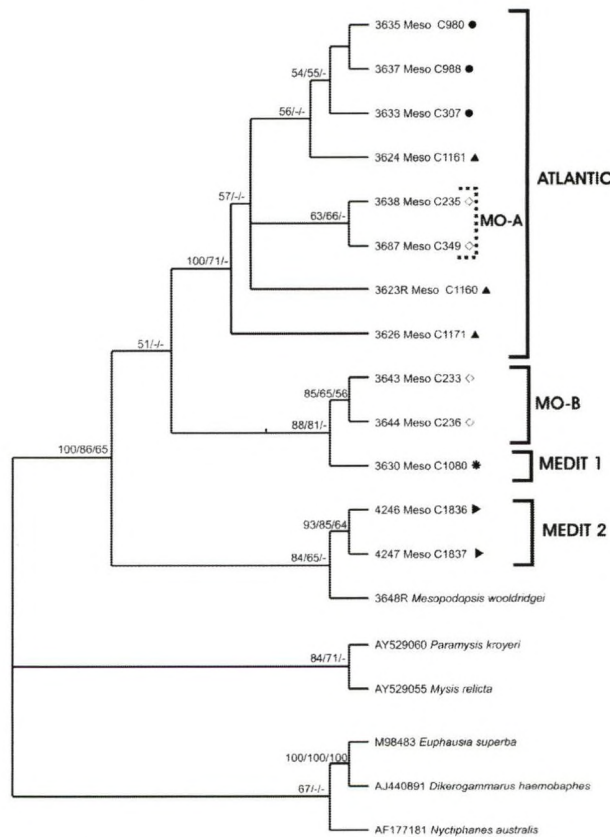 3635 Meso C980
54/55/-
3637 Meso C988
56/-/-
3633 Meso C307
3624 Meso C1161
ATLANTIC
57/-/-
3638 Meso C235
63/66/-
MO-A
3687 Meso C349
100/71/-
3623R Meso C1160
3626 Meso C1171
51/-/-
3643 Meso C233
85/65/56
MO-B
3644 Meso C236
88/81/-
3630 Meso C1080
MEDIT 1
100/86/65
4246 Meso C1836
93/85/64
MEDIT 2
4247 Meso C1837
84/65/-
3648R Mesopodopsis wooldridgei
AY529060 Paramysis kroyeri
84/71/-
AY529055 Mysis relicta
M98483 Euphausia superba
100/100/100
AJ440891 Dikerogammarus haemobaphes
67/-/-
AF177181 Nyctiphanes australis